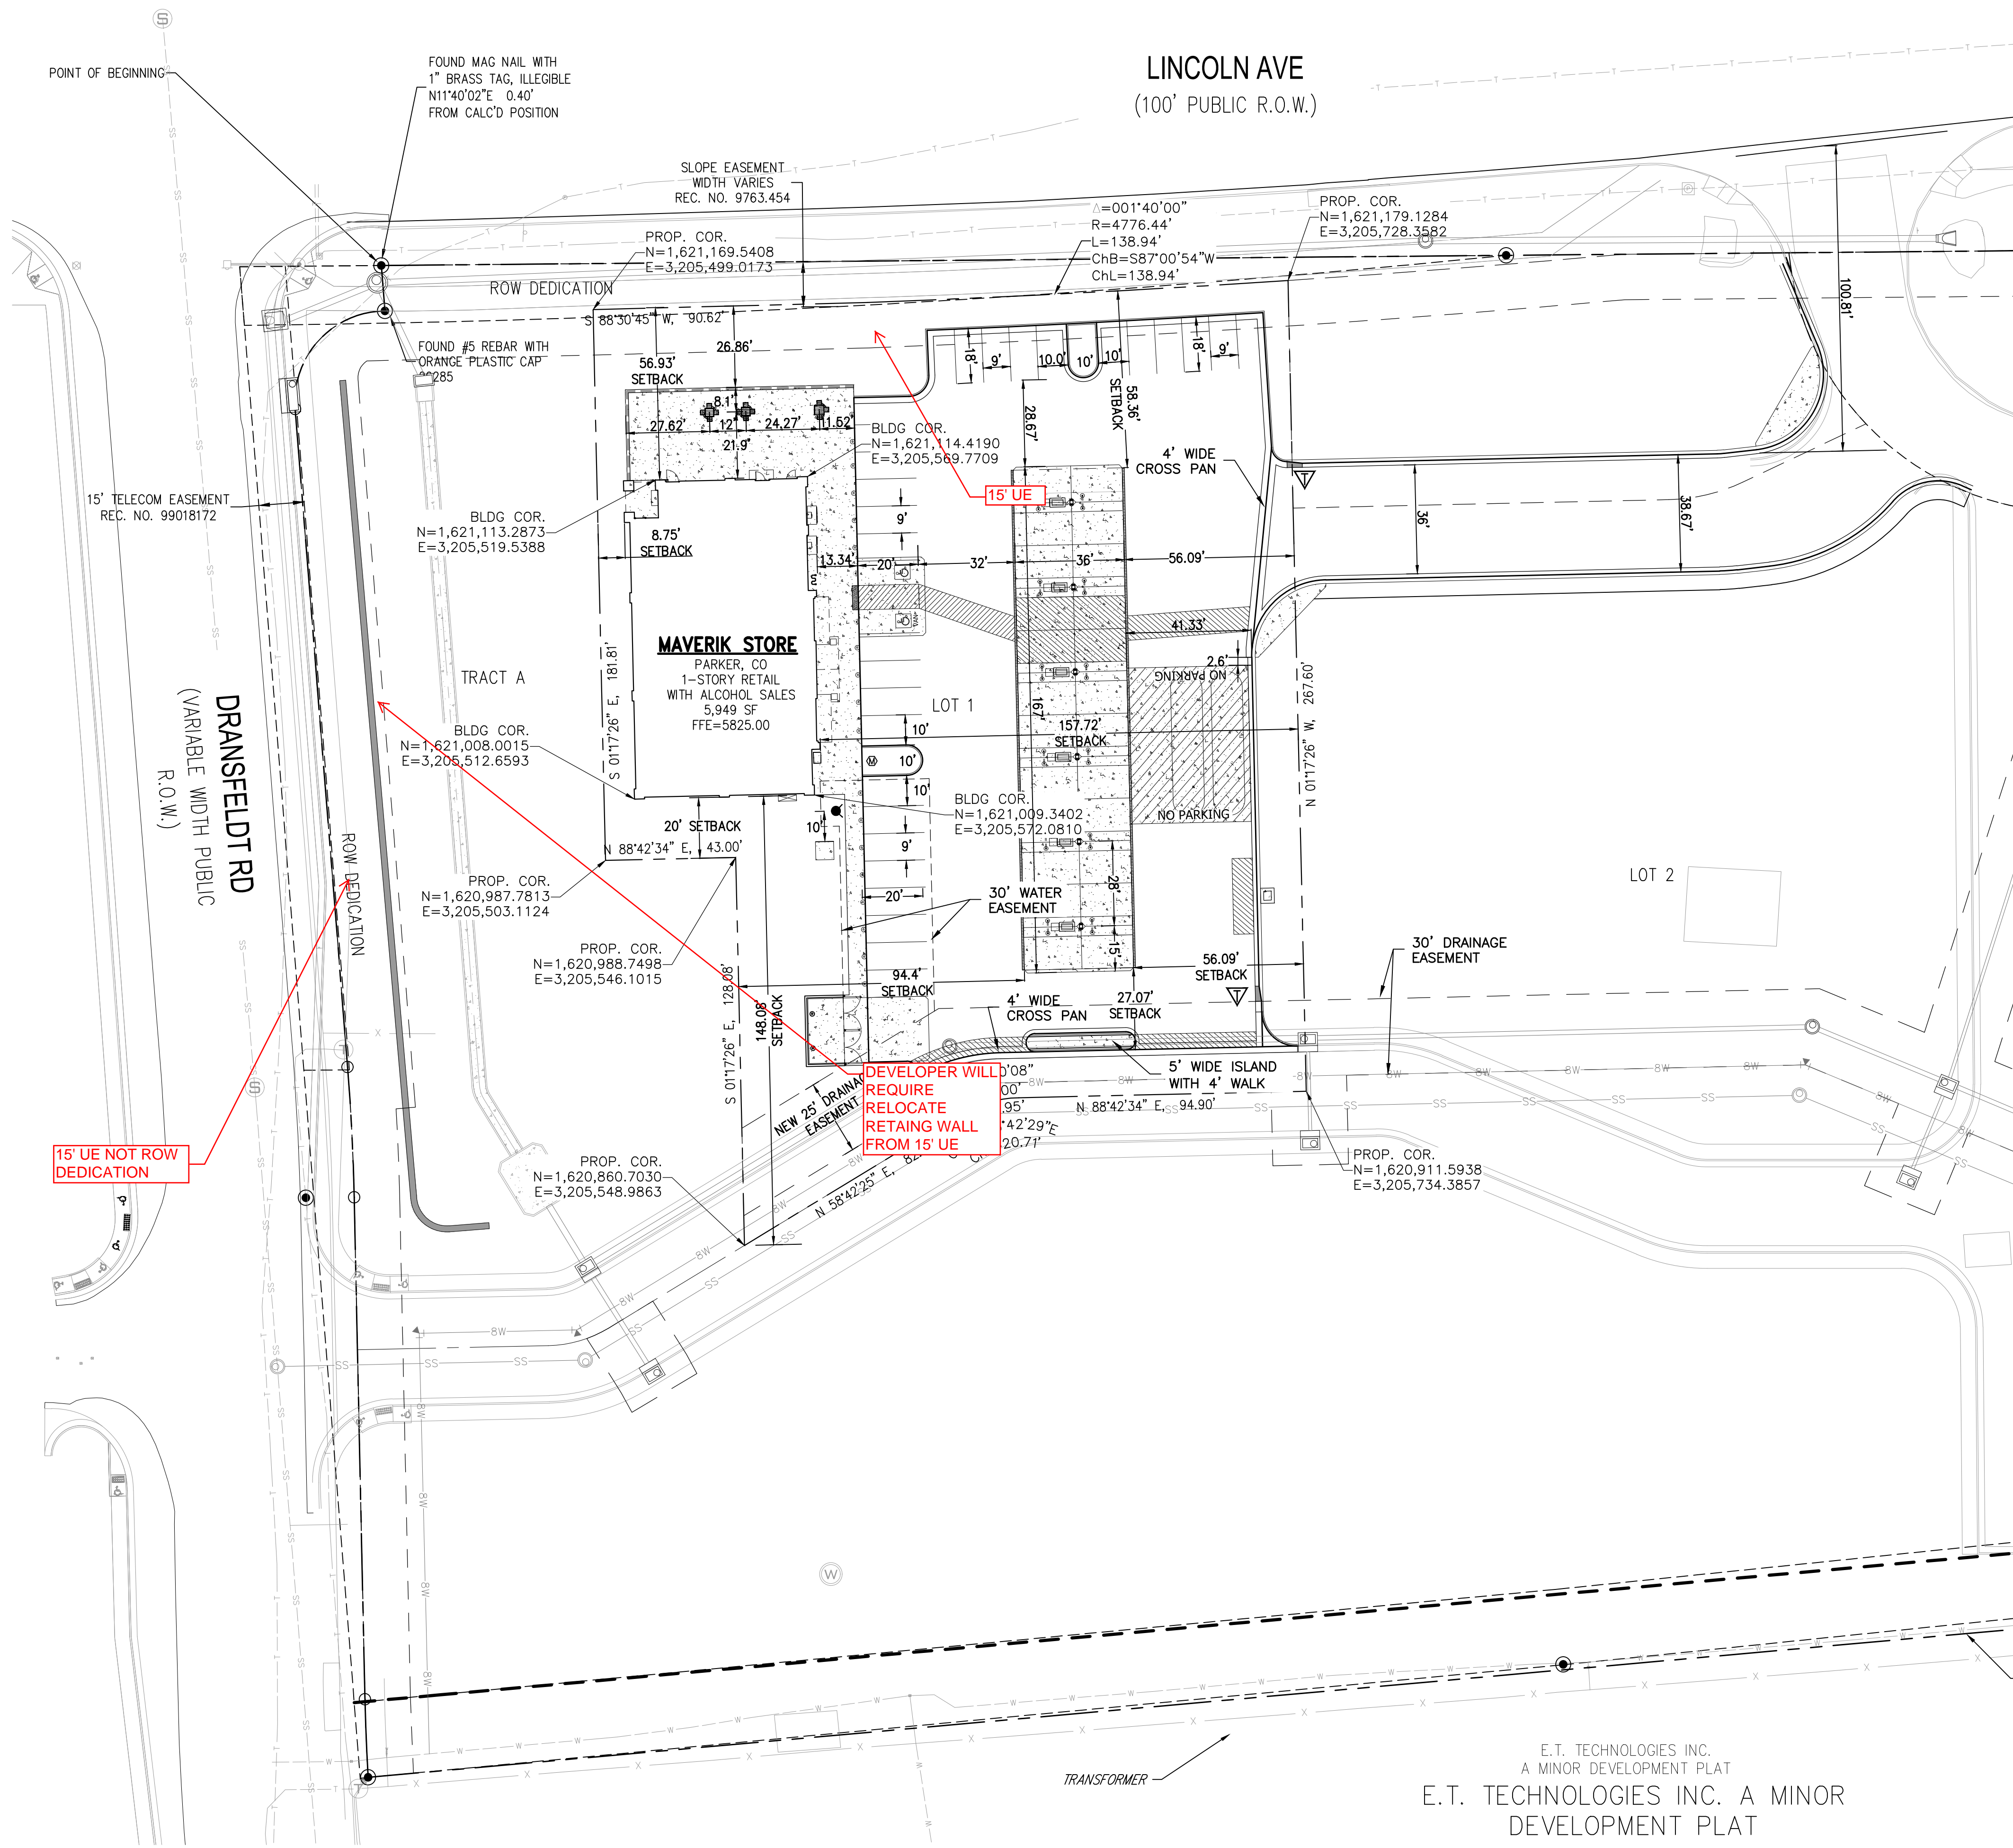 LINCOLN AVE
(100' PUBLIC R.O.W.)
POINT OF BEGINNING
FOUND MAG NAIL WITH
1" BRASS TAG, ILLEGIBLE
N11°40'02"E 0.40'
FROM CALC'D POSITION
SLOPE EASEMENT
WIDTH VARIES
REC. NO. 9763.454
PROP. COR.
N=1,621,169.5408
E=3,205,499.0173
△=001°40'00"
R=4776.44'
L=138.94'
ChB=S87°00'54"W
ChL=138.94'
PROP. COR.
N=1,621,179.1284
E=3,205,728.3582
ROW DEDICATION
S 88°30'45" W, 90.62'
FOUND #5 REBAR WITH
ORANGE PLASTIC CAP
26.86'
56.93'
SETBACK
18'
9'
10.0'
10'
10'
18'
9'
58.36'
SETBACK
28.67'
100.81'
8.1'
27.62'
12'
24.27'
11.52'
21.9'
BLDG COR.
N=1,621,114.4190
E=3,205,569.7709
4' WIDE
CROSS PAN
15' UE
15' TELECOM EASEMENT
REC. NO. 99018172
BLDG COR.
N=1,621,113.2873
E=3,205,519.5388
8.75'
SETBACK
9'
13.34'
20'
32'
36'
56.09'
36'
38.67'
MAVERIK STORE
PARKER, CO
1-STORY RETAIL
WITH ALCOHOL SALES
5,949 SF
FFE=5825.00
S 01°17'26" E, 181.81'
TRACT A
LOT 1
VAN
41.33'
2.6'
NO PARKING
167'
157.72'
SETBACK
N 01°17'26" W, 267.60'
DRANSFELDT RD
(VARIABLE WIDTH PUBLIC
R.O.W.)
BLDG COR.
N=1,621,008.0015
E=3,205,512.6593
10'
M
10'
10'
BLDG COR.
N=1,621,009.3402
E=3,205,572.0810
NO PARKING
20' SETBACK
10'
N 88°42'34" E, 43.00'
9'
28'
ROW DEDICATION
PROP. COR.
N=1,620,987.7813
E=3,205,503.1124
20'
30' WATER
EASEMENT
LOT 2
15'
PROP. COR.
N=1,620,988.7498
E=3,205,546.1015
30' DRAINAGE
EASEMENT
94.4'
SETBACK
56.09'
SETBACK
148.08'
SETBACK
S 01°17'26" E, 128.08'
4' WIDE
CROSS PAN
27.07'
SETBACK
DEVELOPER WILL
REQUIRE
RELOCATE
RETAING WALL
FROM 15' UE
0'08"
00'
.95'
°42'29"E
20.71'
5' WIDE ISLAND
WITH 4' WALK
N 88°42'34" E, 94.90'
NEW 25' DRAINA
EASEMENT
15' UE NOT ROW
DEDICATION
PROP. COR.
N=1,620,860.7030
E=3,205,548.9863
N 58°42'25" E,
PROP. COR.
N=1,620,911.5938
E=3,205,734.3857
TRANSFORMER
E.T. TECHNOLOGIES INC.
A MINOR DEVELOPMENT PLAT
E.T. TECHNOLOGIES INC. A MINOR
DEVELOPMENT PLAT